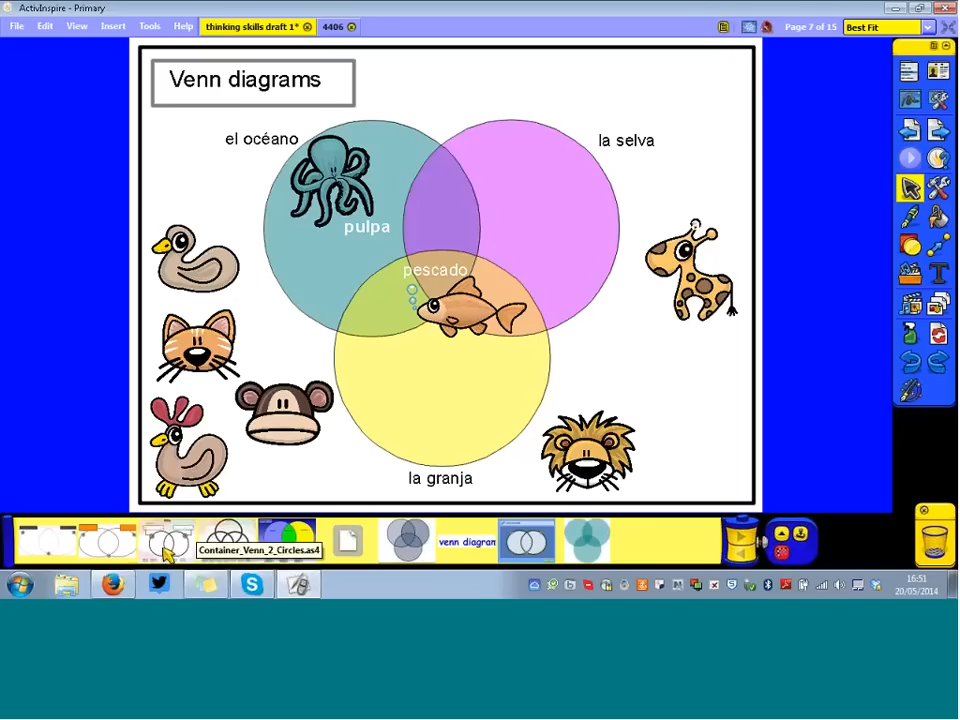 ActivInspire - Primary
File Edit View Insert Tools Help thinking skills draft 1* 4406 Page 7 of 15 Best Fit
Venn diagrams
el océano
la selva
pulpa
pescado
la granja
venn diagran
Container_Venn_2_Circles.as4
16:51
20/05/2014